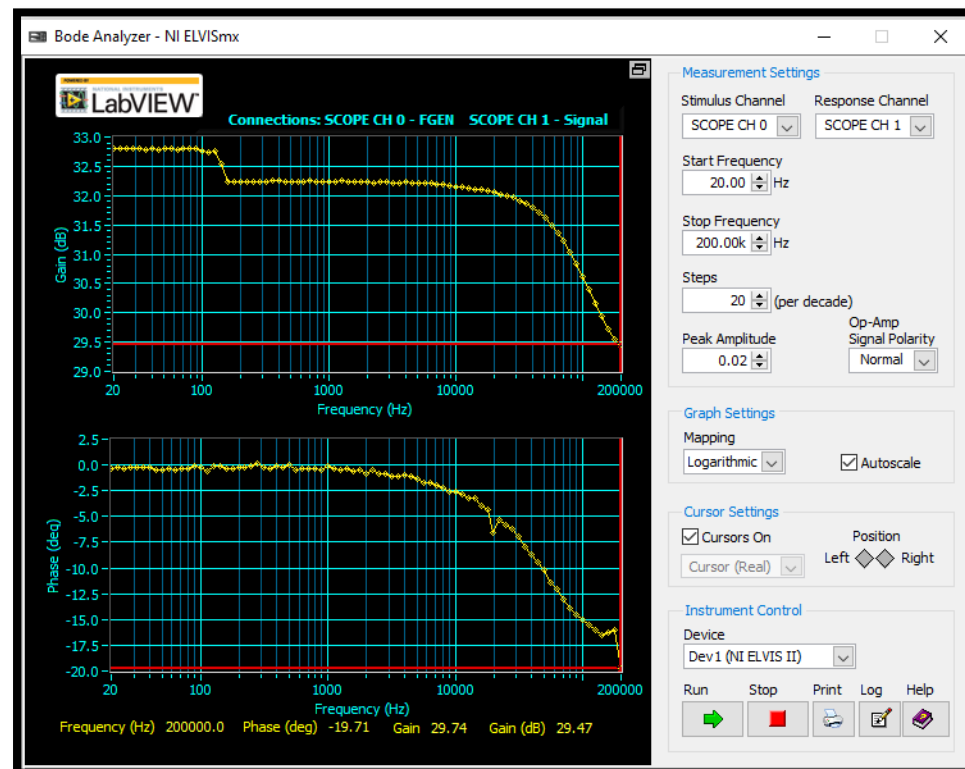 Bode Analyzer - NI ELVISmx
POWERED BY
NATIONAL INSTRUMENTS
LabVIEW™
Connections: SCOPE CH 0 - FGEN SCOPE CH 1 - Signal
33.0
32.5
32.0
31.5
31.0
30.5
30.0
29.5
29.0
Gain (dB)
20 100 1000 10000 200000
Frequency (Hz)
2.5
0.0
-2.5
-5.0
-7.5
-10.0
-12.5
-15.0
-17.5
-20.0
Phase (deg)
20 100 1000 10000 200000
Frequency (Hz)
Frequency (Hz) 200000.0 Phase (deg) -19.71 Gain 29.74 Gain (dB) 29.47
Measurement Settings
Stimulus Channel Response Channel
SCOPE CH 0 SCOPE CH 1
Start Frequency
20.00 Hz
Stop Frequency
200.00k Hz
Steps
20 (per decade)
Peak Amplitude Op-Amp Signal Polarity
0.02 Normal
Graph Settings
Mapping
Logarithmic Autoscale
Cursor Settings
Cursors On Position
Cursor (Real) Left Right
Instrument Control
Device
Dev1 (NI ELVIS II)
Run Stop Print Log Help